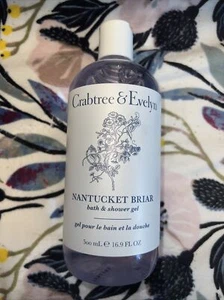 Crabtree & Evelyn
NANTUCKET BRIAR
bath & shower gel
gel pour le bain et la douche
500 mL ℮ 16.9 FL OZ